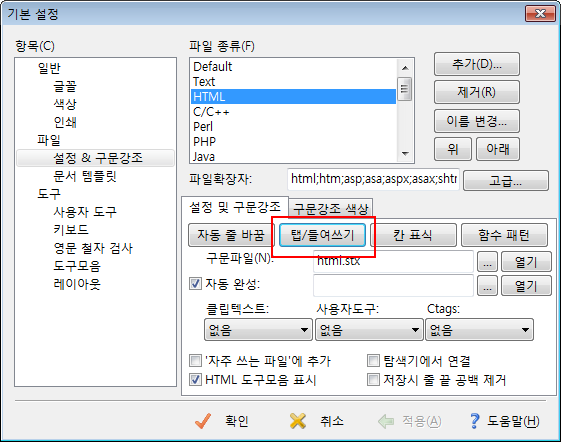 기본 설정
항목(C)
일반
글꼴
색상
인쇄
파일
설정 & 구문강조
문서 템플릿
도구
사용자 도구
키보드
영문 철자 검사
도구모음
레이아웃
파일 종류(F)
Default
Text
HTML
C/C++
Perl
PHP
Java
추가(D)...
제거(R)
이름 변경...
위 아래
파일확장자: html;htm;asp;asa;aspx;asax;shtm 고급...
설정 및 구문강조 구문강조 색상
자동 줄 바꿈 탭/들여쓰기 칸 표식 함수 패턴
구문파일(N): html.stx ... 열기
자동 완성: ... 열기
클립텍스트: 사용자도구: Ctags:
없음 없음 없음
'자주 쓰는 파일'에 추가 탐색기에서 연결
HTML 도구모음 표시 저장시 줄 끝 공백 제거
확인 취소 적용(A) 도움말(H)